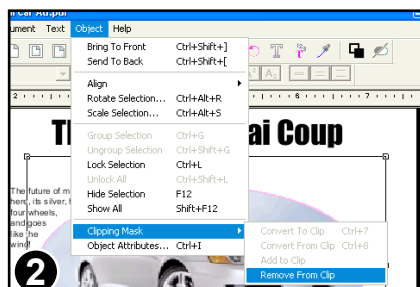 ument Text Object Help
Bring To Front Ctrl+Shift+]
Send To Back Ctrl+Shift+[
Align
Rotate Selection... Ctrl+Alt+R
Scale Selection... Ctrl+Alt+S
Group Selection Ctrl+G
Ungroup Selection Ctrl+Shift+G
Lock Selection Ctrl+L
Unlock All Ctrl+Shift+L
Hide Selection F12
Show All Shift+F12
Clipping Mask
Object Attributes... Ctrl+I
Convert To Clip Ctrl+7
Convert From Clip Ctrl+8
Add to Clip
Remove From Clip
2 6 7
T ai Coup
The future of m
here, its silver, h
four wheels,
and goes
like the
wind!
2